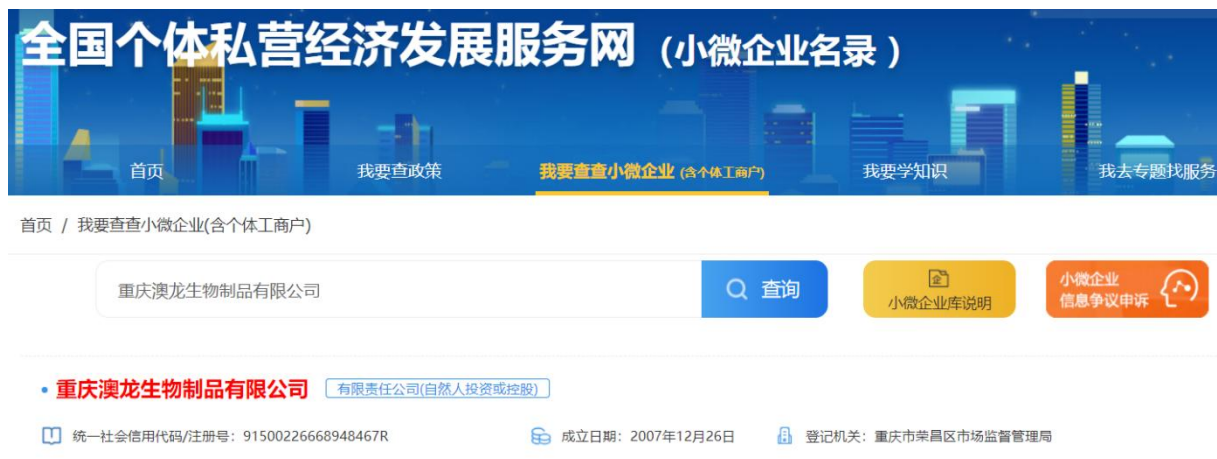 全国个体私营经济发展服务网（小微企业名录）
首页 我要查政策 我要查查小微企业(含个体工商户) 我要学知识 我去专题找服务
首页 / 我要查查小微企业(含个体工商户)
重庆澳龙生物制品有限公司 查询 小微企业库说明 小微企业
信息争议申诉
• 重庆澳龙生物制品有限公司 有限责任公司(自然人投资或控股)
统一社会信用代码/注册号：91500226668948467R 成立日期：2007年12月26日 登记机关：重庆市荣昌区市场监督管理局